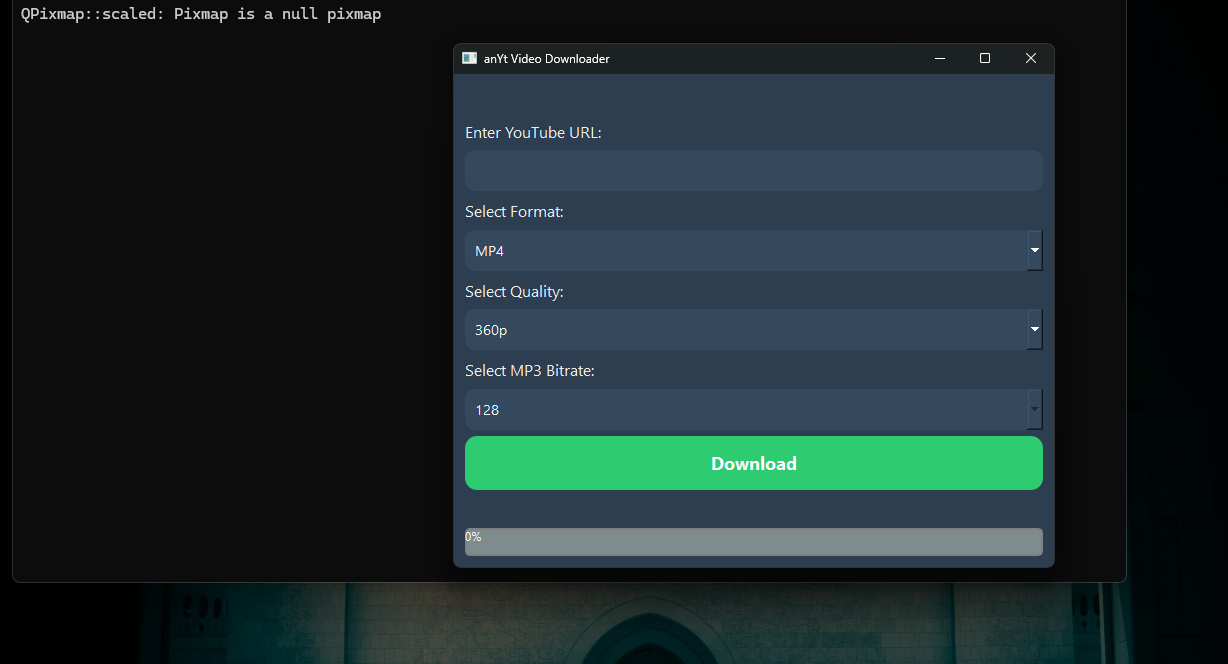 QPixmap::scaled: Pixmap is a null pixmap
anYt Video Downloader
Enter YouTube URL:
Select Format:
MP4
Select Quality:
360p
Select MP3 Bitrate:
128
Download
0%